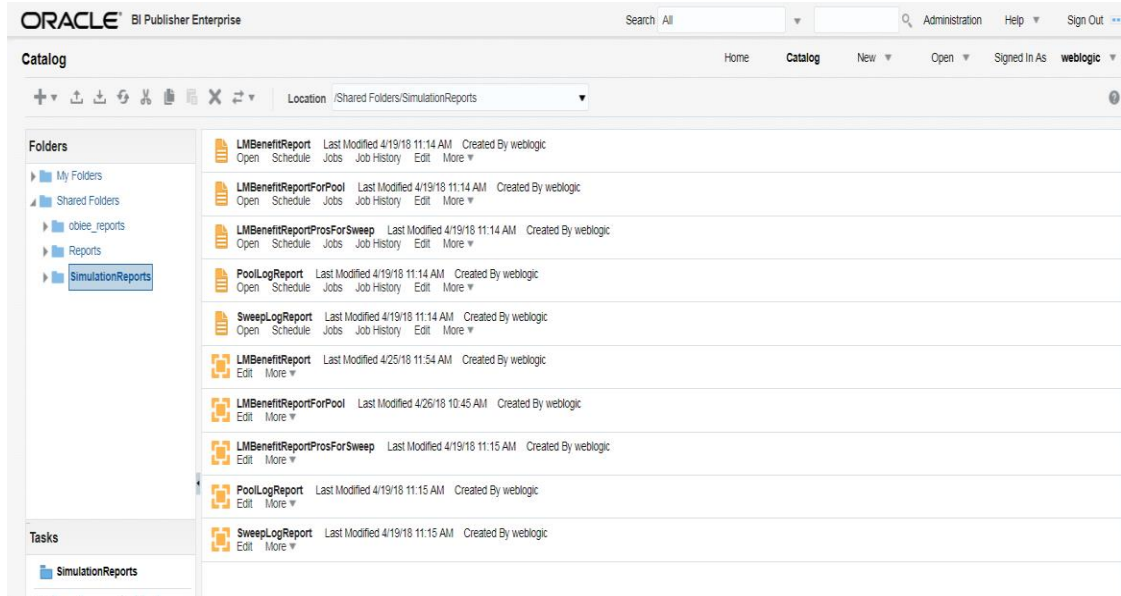 ORACLE® BI Publisher Enterprise Search All Administration Help Sign Out
Catalog Home Catalog New Open Signed In As weblogic
Location /Shared Folders/SimulationReports
Folders
My Folders
Shared Folders
obiee_reports
Reports
SimulationReports
LMBenefitReport Last Modified 4/19/18 11:14 AM Created By weblogic
Open Schedule Jobs Job History Edit More
LMBenefitReportForPool Last Modified 4/19/18 11:14 AM Created By weblogic
Open Schedule Jobs Job History Edit More
LMBenefitReportProsForSweep Last Modified 4/19/18 11:14 AM Created By weblogic
Open Schedule Jobs Job History Edit More
PoolLogReport Last Modified 4/19/18 11:14 AM Created By weblogic
Open Schedule Jobs Job History Edit More
SweepLogReport Last Modified 4/19/18 11:14 AM Created By weblogic
Open Schedule Jobs Job History Edit More
LMBenefitReport Last Modified 4/25/18 11:54 AM Created By weblogic
Edit More
LMBenefitReportForPool Last Modified 4/26/18 10:45 AM Created By weblogic
Edit More
LMBenefitReportProsForSweep Last Modified 4/19/18 11:15 AM Created By weblogic
Edit More
PoolLogReport Last Modified 4/19/18 11:15 AM Created By weblogic
Edit More
SweepLogReport Last Modified 4/19/18 11:15 AM Created By weblogic
Edit More
Tasks
SimulationReports